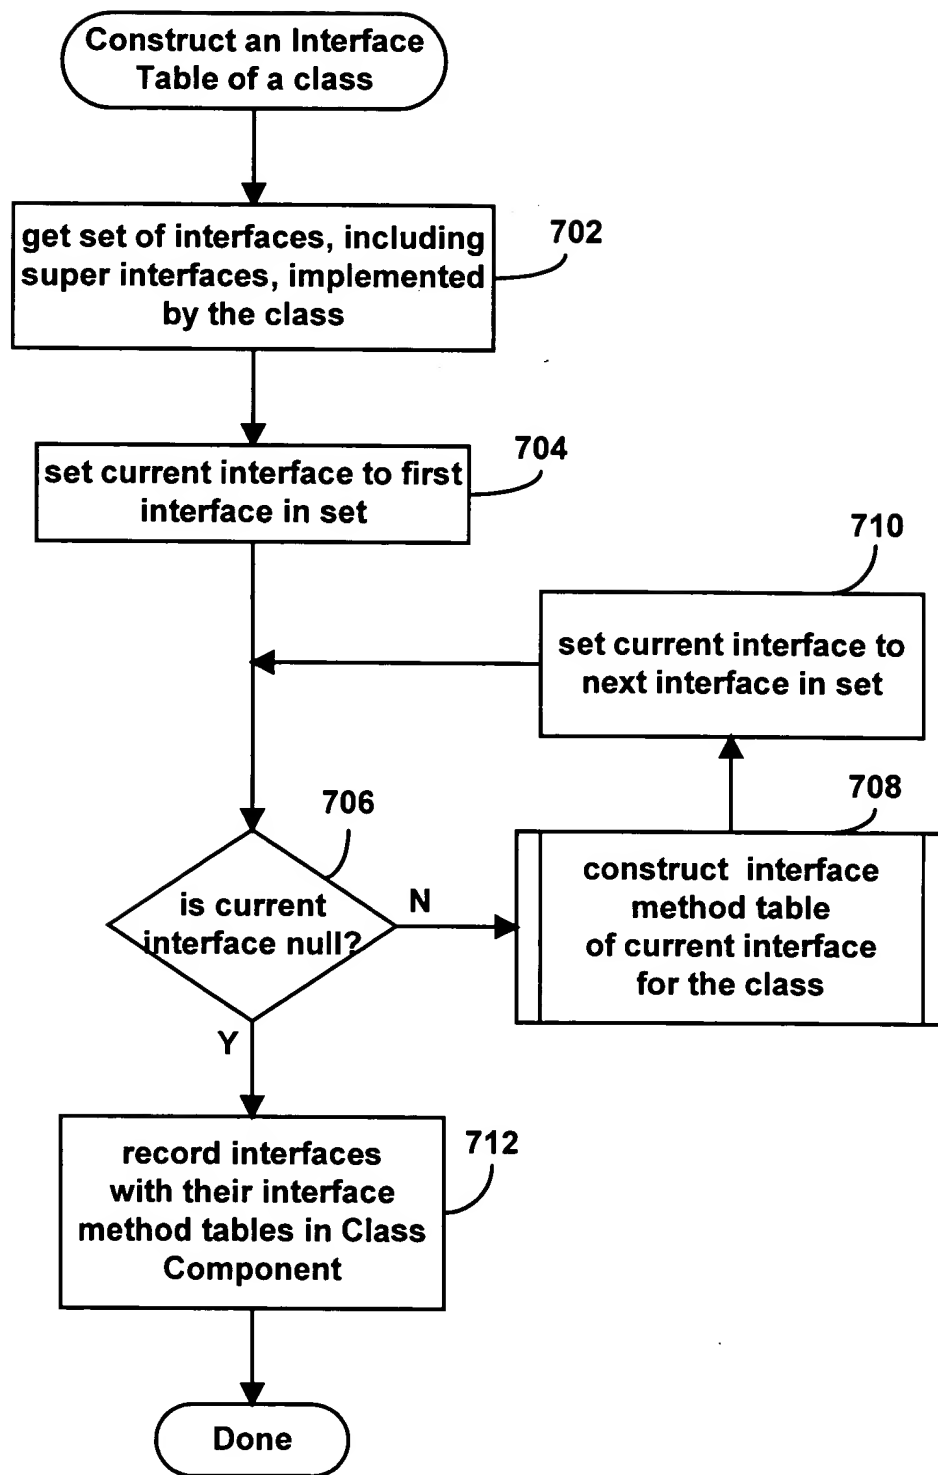 Construct an Interface
Table of a class
get set of interfaces, including
super interfaces, implemented
by the class
702
set current interface to first
interface in set
704
710
set current interface to
next interface in set
706
is current
interface null?
N
Y
708
construct interface
method table
of current interface
for the class
record interfaces
with their interface
method tables in Class
Component
712
Done